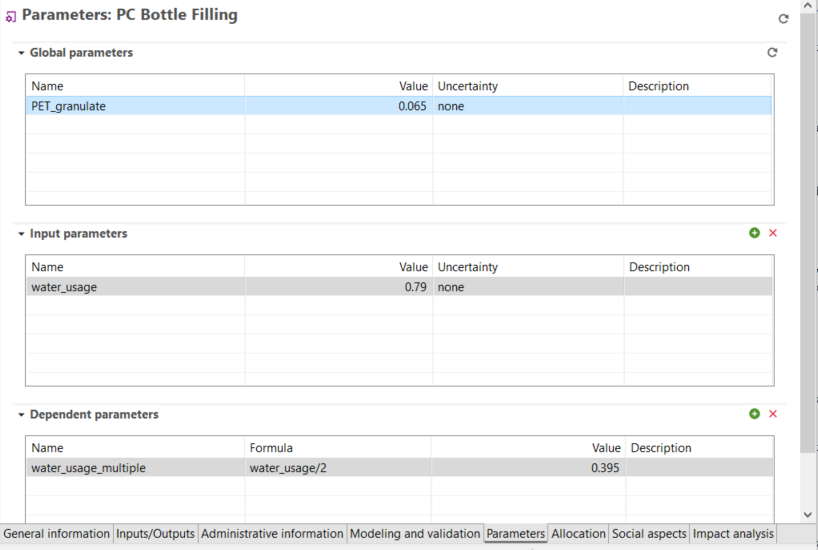 Parameters: PC Bottle Filling
Global parameters
Name Value Uncertainty Description
PET_granulate 0.065 none
Input parameters
Name Value Uncertainty Description
water_usage 0.79 none
Dependent parameters
Name Formula Value Description
water_usage_multiple water_usage/2 0.395
General information Inputs/Outputs Administrative information Modeling and validation Parameters Allocation Social aspects Impact analysis